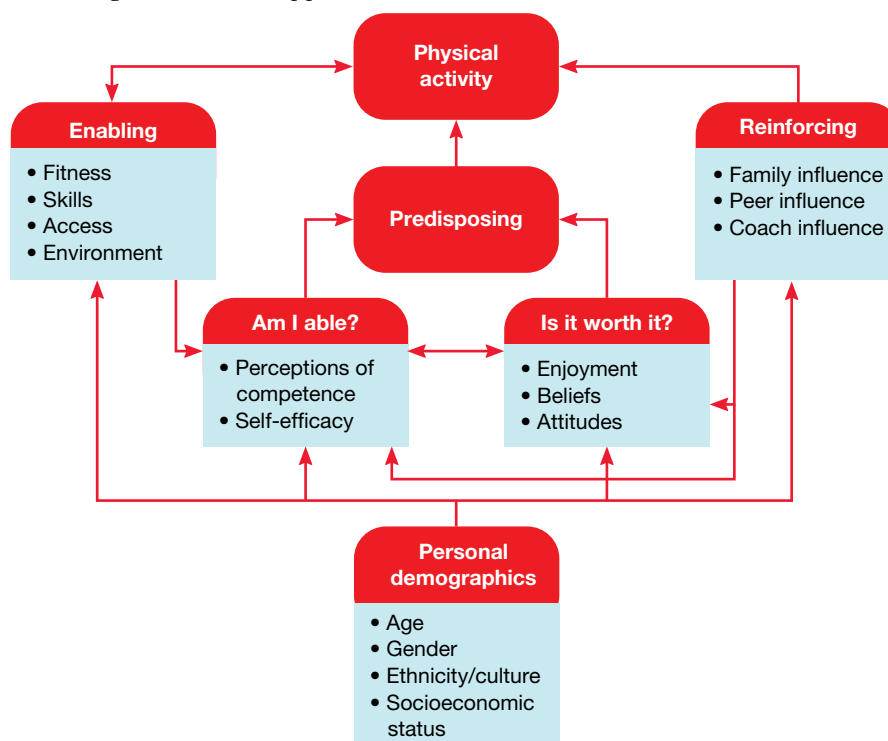 Physical
activity
Enabling
• Fitness
• Skills
• Access
• Environment
Reinforcing
• Family influence
• Peer influence
• Coach influence
Predisposing
Am I able?
• Perceptions of
competence
• Self-efficacy
Is it worth it?
• Enjoyment
• Beliefs
• Attitudes
Personal
demographics
• Age
• Gender
• Ethnicity/culture
• Socioeconomic
status